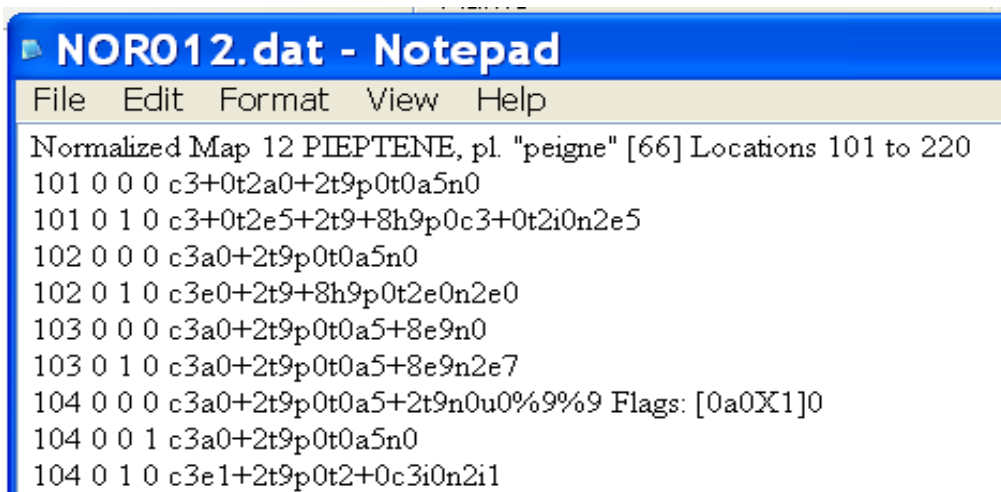 NOR012.dat - Notepad
File Edit Format View Help
Normalized Map 12 PIEPTENE, pl. "peigne" [66] Locations 101 to 220
101 0 0 0 c3+0t2a0+2t9p0t0a5n0
101 0 1 0 c3+0t2e5+2t9+8h9p0c3+0t2i0n2e5
102 0 0 0 c3a0+2t9p0t0a5n0
102 0 1 0 c3e0+2t9+8h9p0t2e0n2e0
103 0 0 0 c3a0+2t9p0t0a5+8e9n0
103 0 1 0 c3a0+2t9p0t0a5+8e9n2e7
104 0 0 0 c3a0+2t9p0t0a5+2t9n0u0%9%9 Flags: [0a0X1]0
104 0 0 1 c3a0+2t9p0t0a5n0
104 0 1 0 c3e1+2t9p0t2+0c3i0n2i1